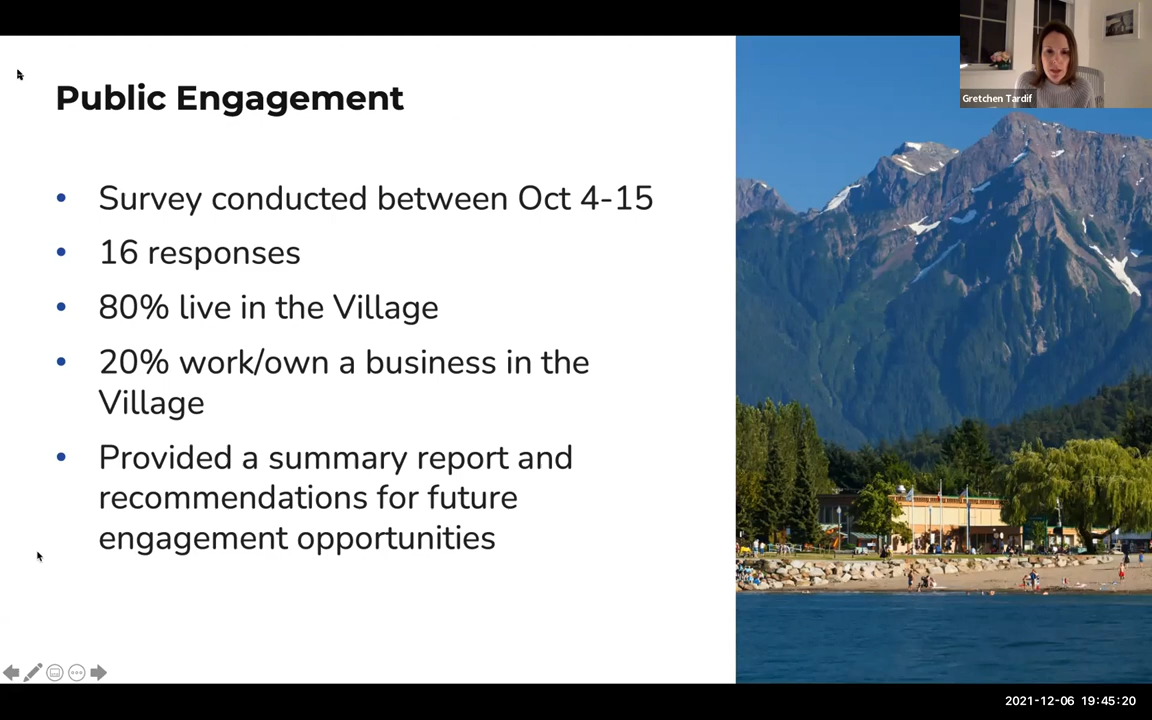 Gretchen Tardif
Public Engagement
• Survey conducted between Oct 4-15
• 16 responses
• 80% live in the Village
• 20% work/own a business in the
Village
• Provided a summary report and
recommendations for future
engagement opportunities
2021-12-06 19:45:20